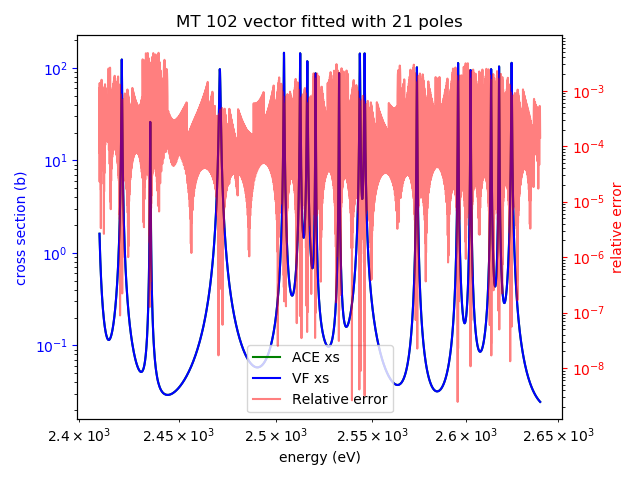 MT 102 vector fitted with 21 poles
cross section (b)
10²
10¹
10⁰
10⁻¹
10⁻³
10⁻⁴
10⁻⁵
10⁻⁶
10⁻⁷
10⁻⁸
relative error
ACE xs
VF xs
Relative error
2.4 × 10³ 2.45 × 10³ 2.5 × 10³ 2.55 × 10³ 2.6 × 10³ 2.65 × 10³
energy (eV)